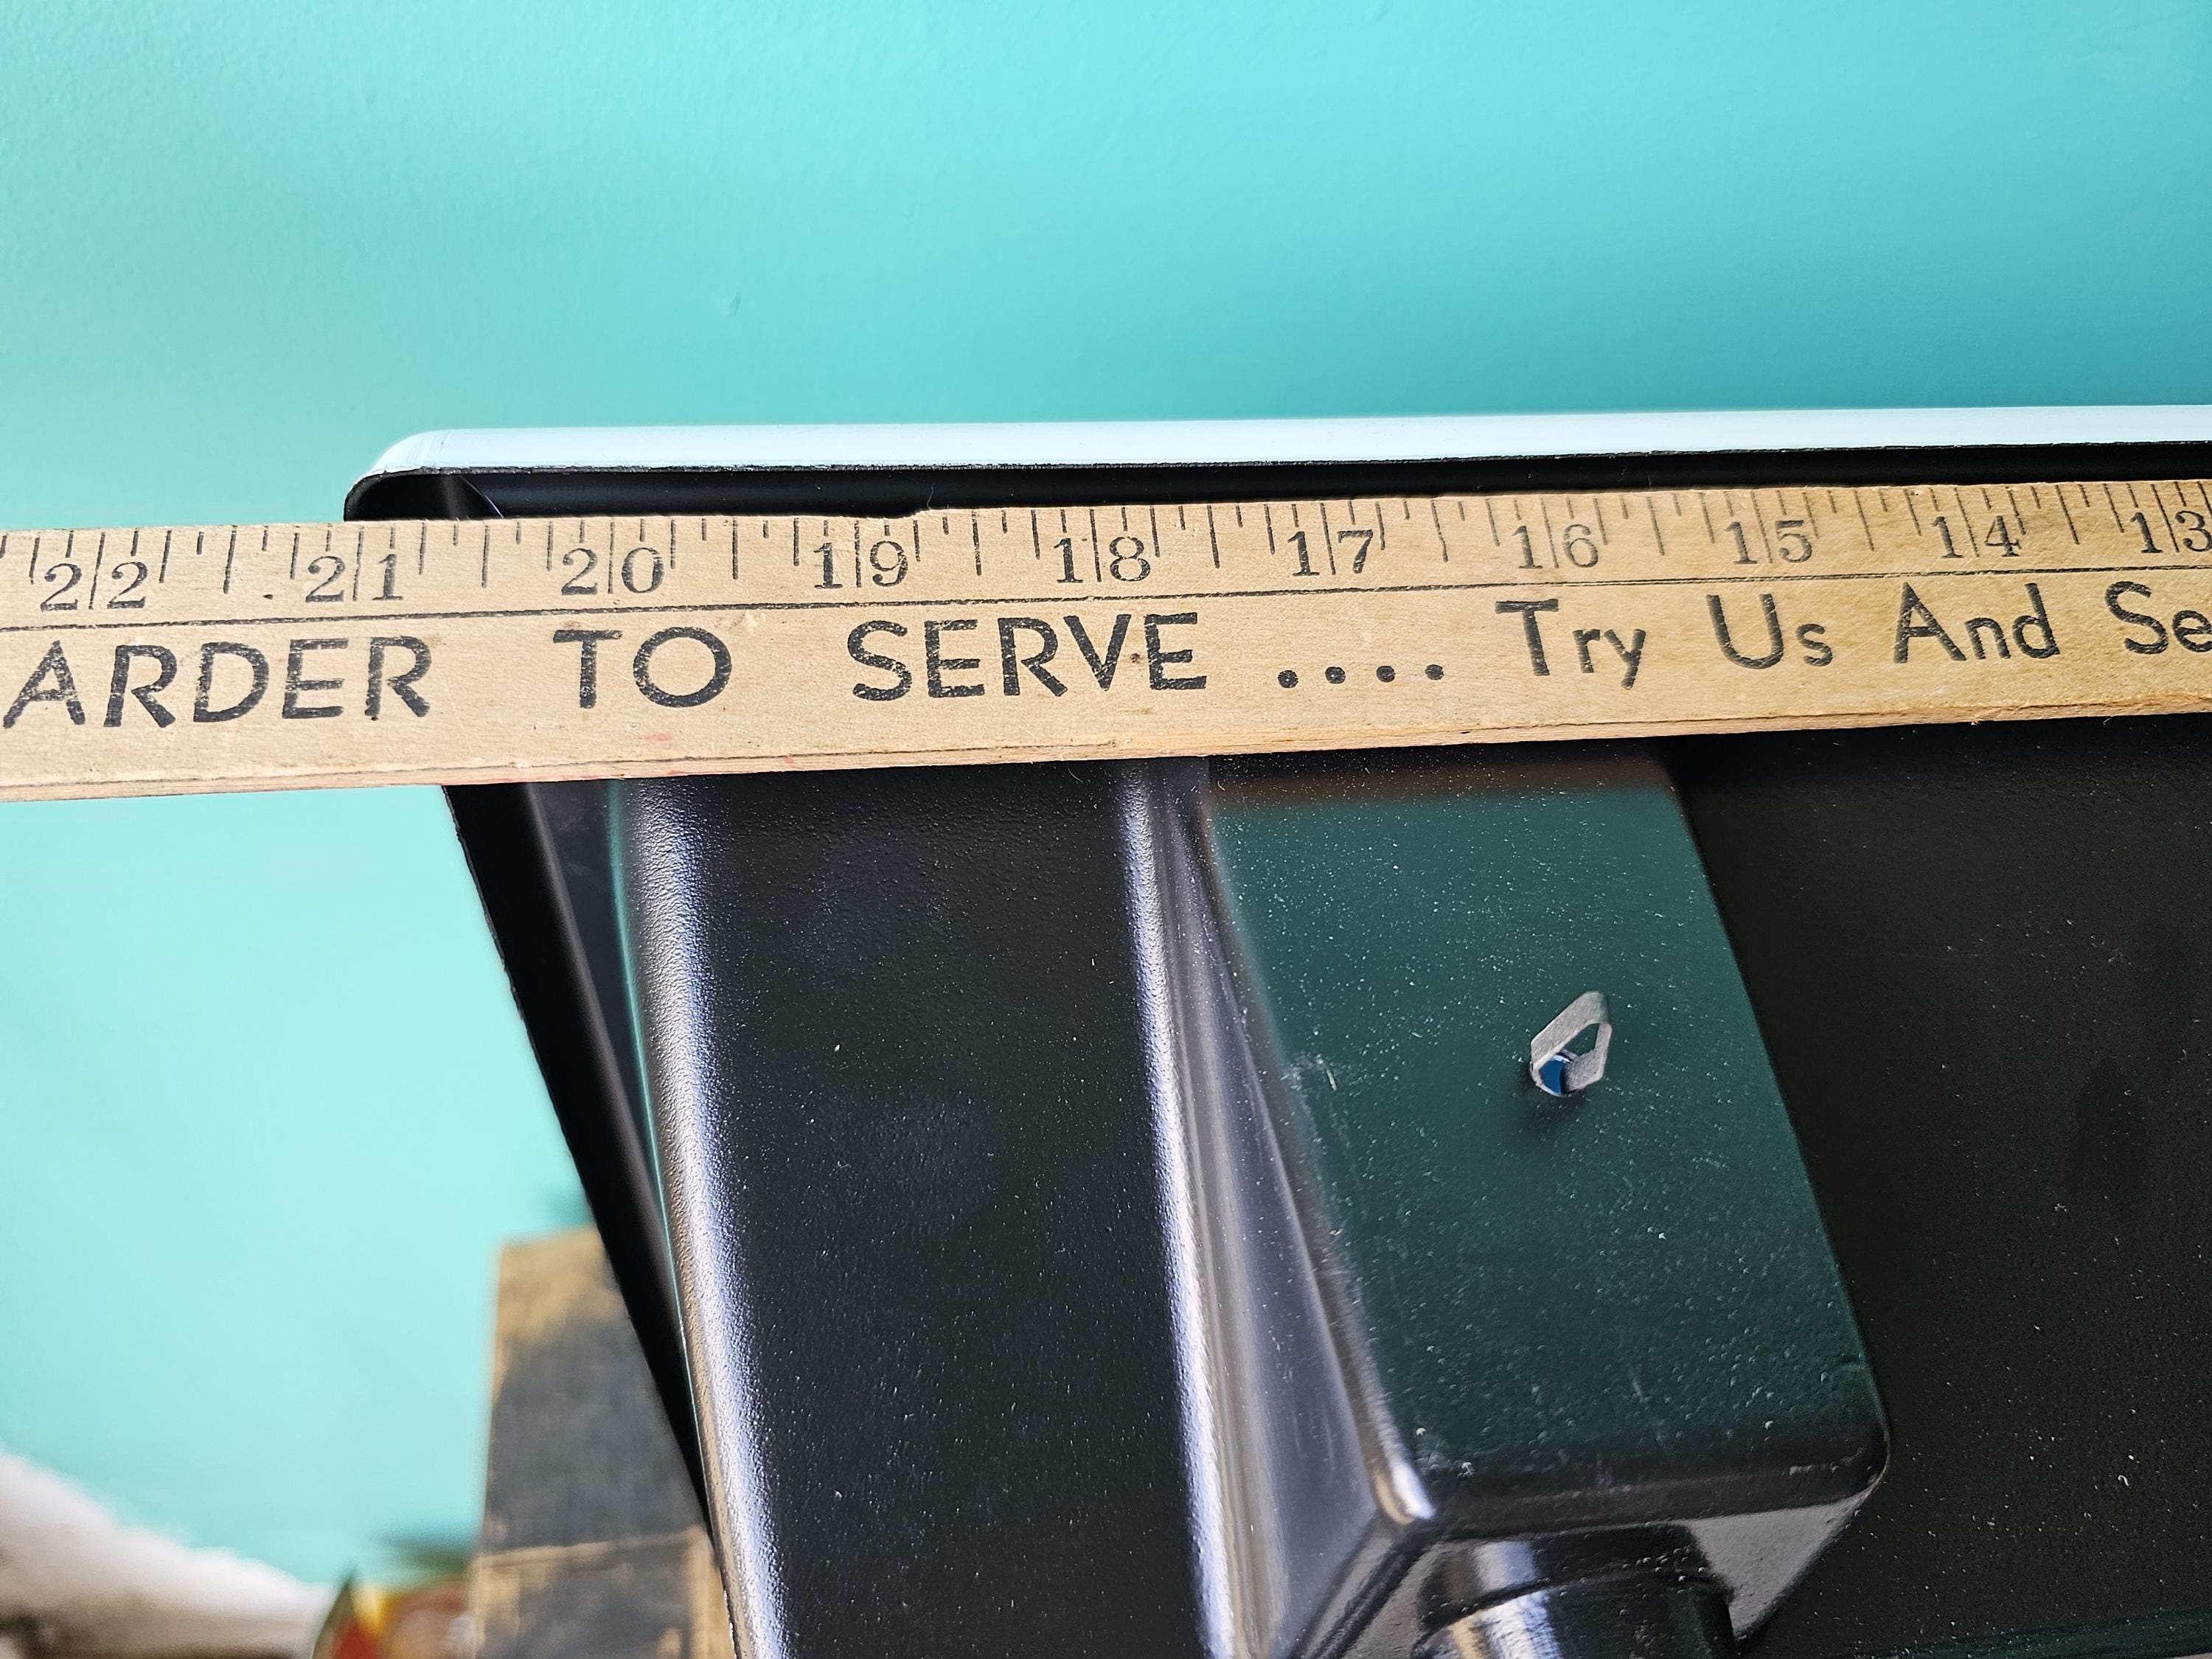 22 21 20 19 18 17 16 15 14 13
ARDER TO SERVE .... Try Us And Se